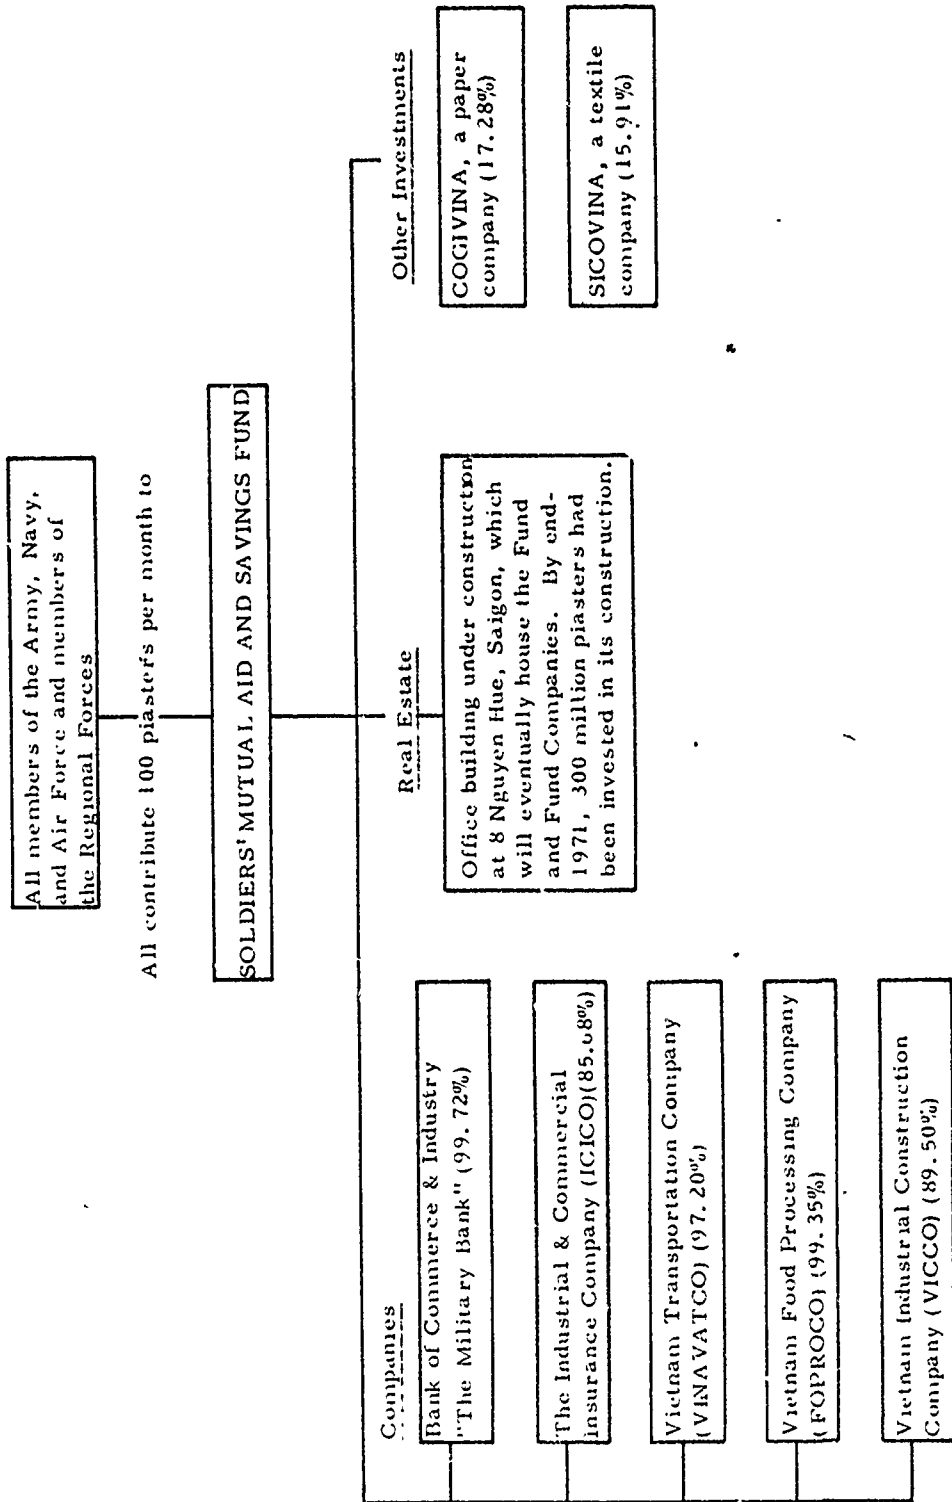 All members of the Army, Navy,
and Air Force and members of
the Regional Forces
All contribute 100 piasters per month to
SOLDIERS' MUTUAL AID AND SAVINGS FUND
Companies
Bank of Commerce & Industry
"The Military Bank" (99.72%)
The Industrial & Commercial
insurance Company (ICICO)(85.08%)
Vietnam Transportation Company
(VINAVATCO) (97.20%)
Vietnam Food Processing Company
(FOPROCO) (99.35%)
Vietnam Industrial Construction
Company (VICCO) (89.50%)
Real Estate
Office building under construction
at 8 Nguyen Hue, Saigon, which
will eventually house the Fund
and Fund Companies. By end-
1971, 300 million piasters had
been invested in its construction.
Other Investments
COGIVINA, a paper
company (17.28%)
SICOVINA, a textile
company (15.91%)